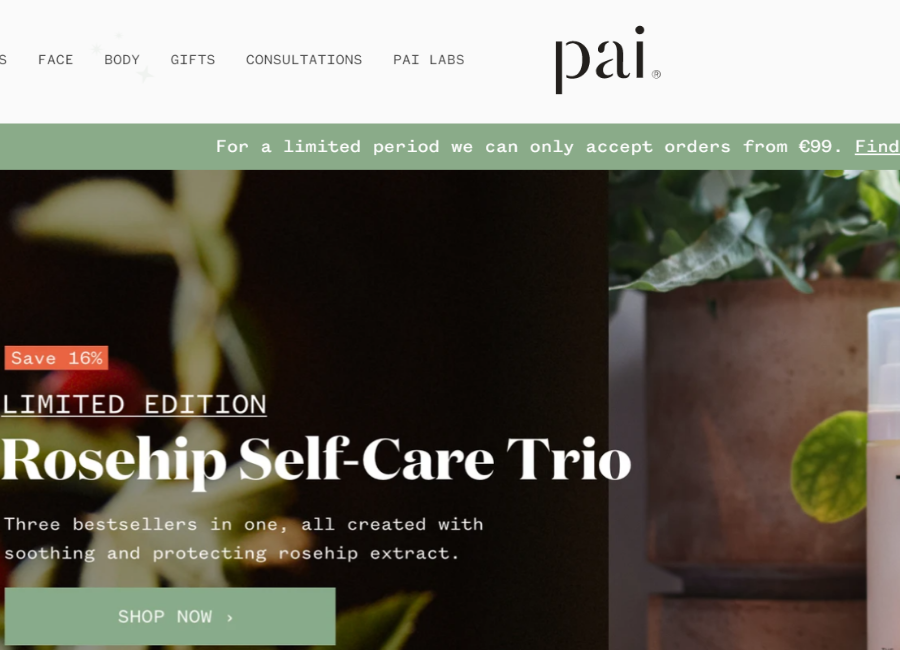 S FACE BODY GIFTS CONSULTATIONS PAI LABS
pai®
For a limited period we can only accept orders from €99. Find
Save 16%
LIMITED EDITION
Rosehip Self-Care Trio
Three bestsellers in one, all created with
soothing and protecting rosehip extract.
SHOP NOW ›